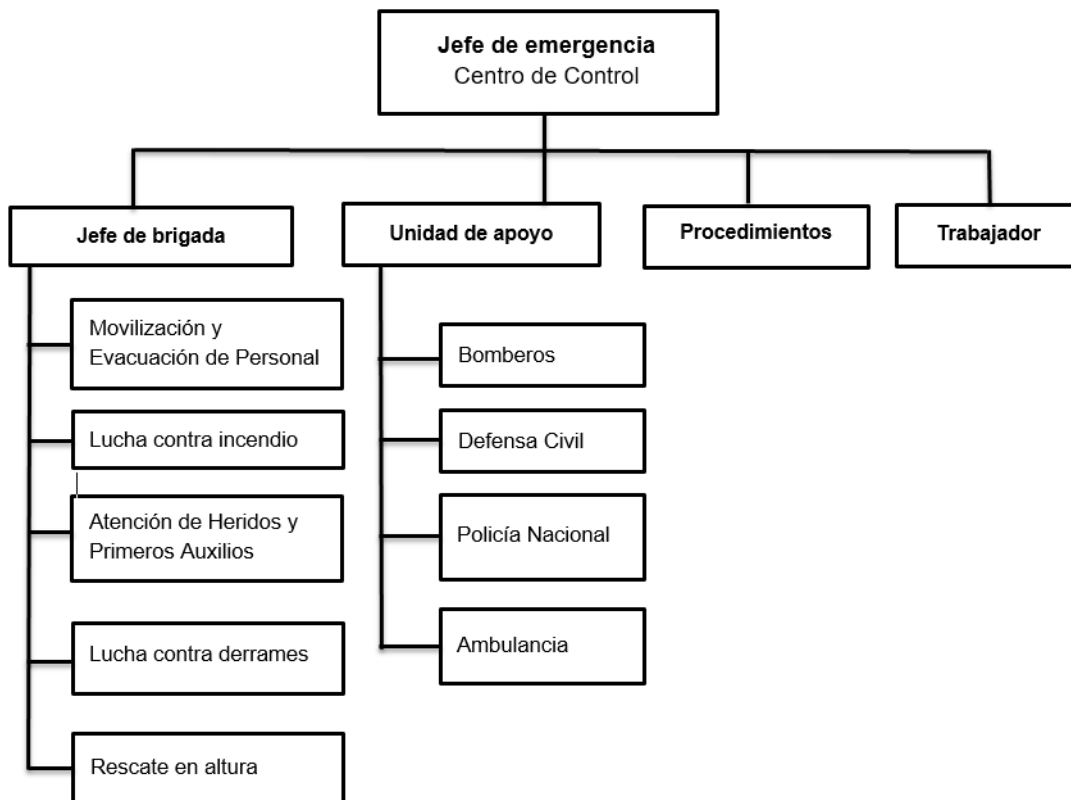 Jefe de emergencia
Centro de Control
Jefe de brigada
Unidad de apoyo
Procedimientos
Trabajador
Movilización y
Evacuación de Personal
Lucha contra incendio
Atención de Heridos y
Primeros Auxilios
Lucha contra derrames
Rescate en altura
Bomberos
Defensa Civil
Policía Nacional
Ambulancia